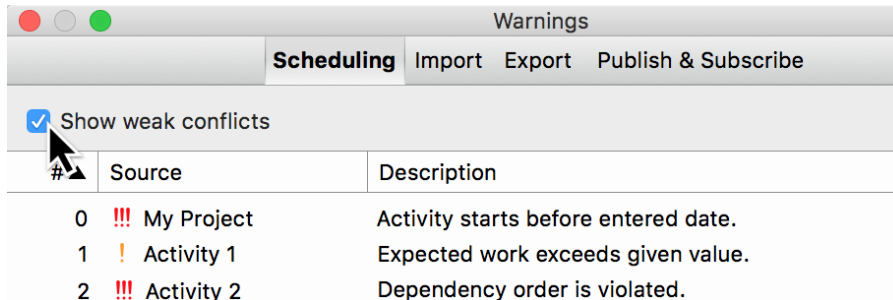 Warnings
Scheduling Import Export Publish & Subscribe
Show weak conflicts
# Source Description
0 !!! My Project Activity starts before entered date.
1 ! Activity 1 Expected work exceeds given value.
2 !!! Activity 2 Dependency order is violated.